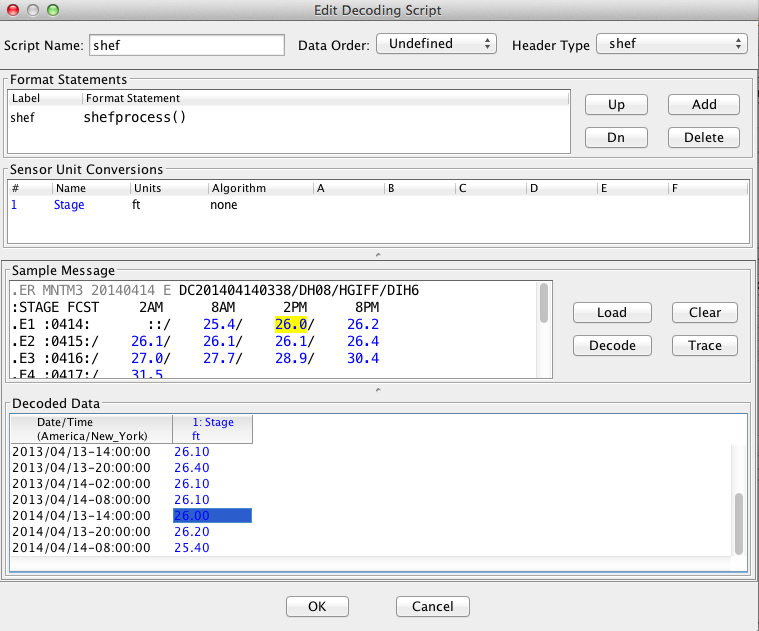 Edit Decoding Script
Script Name: shef Data Order: Undefined Header Type shef
Format Statements
Label Format Statement
shef shefprocess()
Up Add
Dn Delete
Sensor Unit Conversions
# Name Units Algorithm A B C D E F
1 Stage ft none
Sample Message
.ER MNTM3 20140414 E DC201404140338/DH08/HGIFF/DIH6
:STAGE FCST 2AM 8AM 2PM 8PM
.E1 :0414: ::/ 25.4/ 26.0/ 26.2
.E2 :0415:/ 26.1/ 26.1/ 26.1/ 26.4
.E3 :0416:/ 27.0/ 27.7/ 28.9/ 30.4
.E4 :0417:/ 31.5
Load Clear
Decode Trace
Decoded Data
Date/Time 1: Stage
(America/New_York) ft
2013/04/13-14:00:00 26.10
2013/04/13-20:00:00 26.40
2013/04/14-02:00:00 26.10
2013/04/14-08:00:00 26.10
2014/04/13-14:00:00 26.00
2014/04/13-20:00:00 26.20
2014/04/14-08:00:00 25.40
OK Cancel